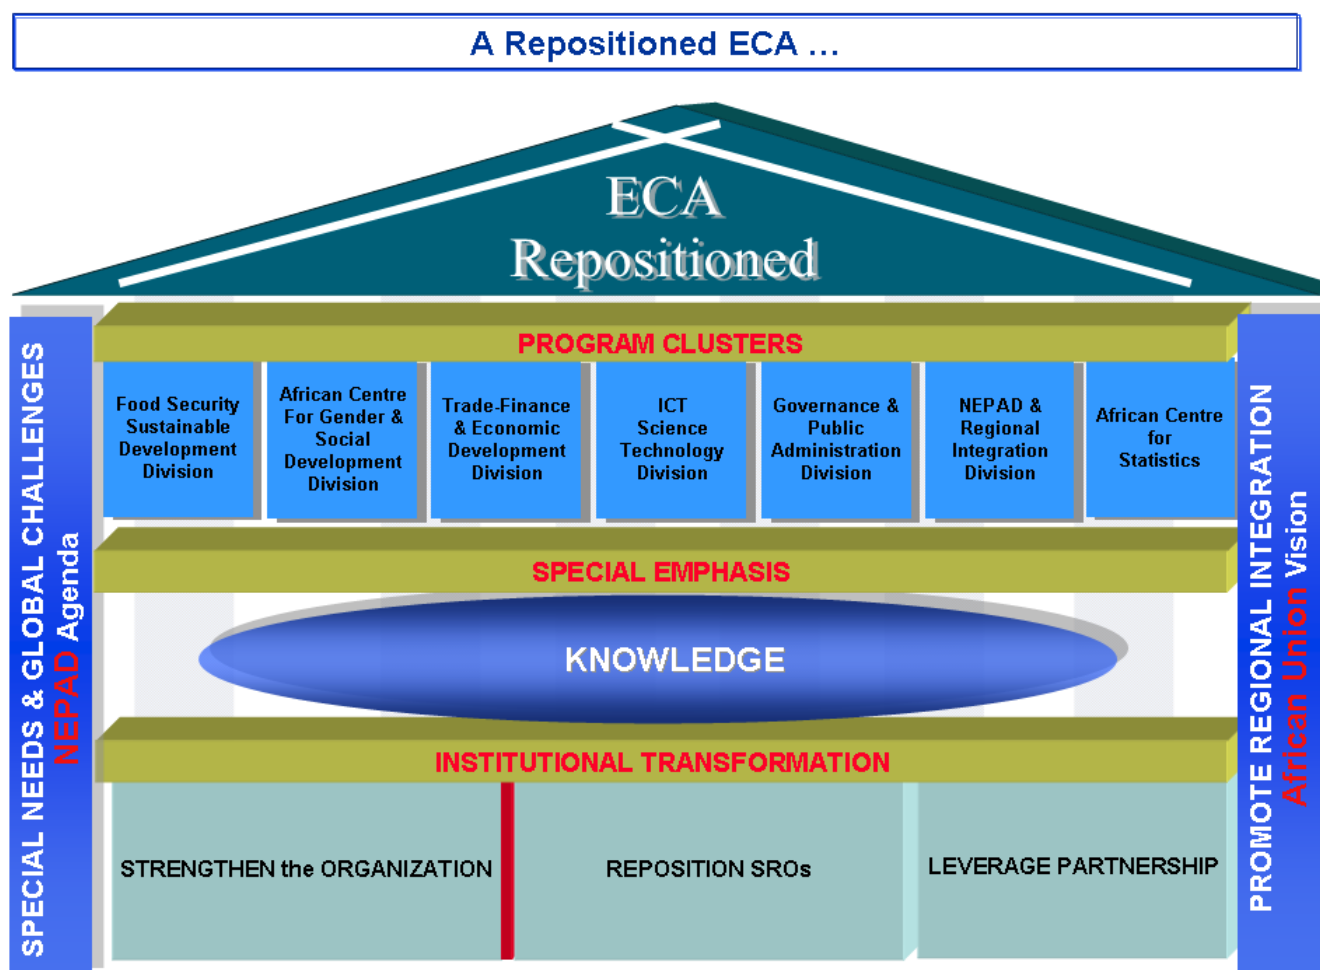 A Repositioned ECA ...
ECA
Repositioned
SPECIAL NEEDS & GLOBAL CHALLENGES
NEPAD Agenda
PROGRAM CLUSTERS
Food Security
Sustainable
Development
Division
African Centre
For Gender &
Social
Development
Division
Trade-Finance
& Economic
Development
Division
ICT
Science
Technology
Division
Governance &
Public
Administration
Division
NEPAD &
Regional
Integration
Division
African Centre
for
Statistics
SPECIAL EMPHASIS
KNOWLEDGE
INSTITUTIONAL TRANSFORMATION
STRENGTHEN the ORGANIZATION
REPOSITION SROs
LEVERAGE PARTNERSHIP
PROMOTE REGIONAL INTEGRATION
African Union Vision